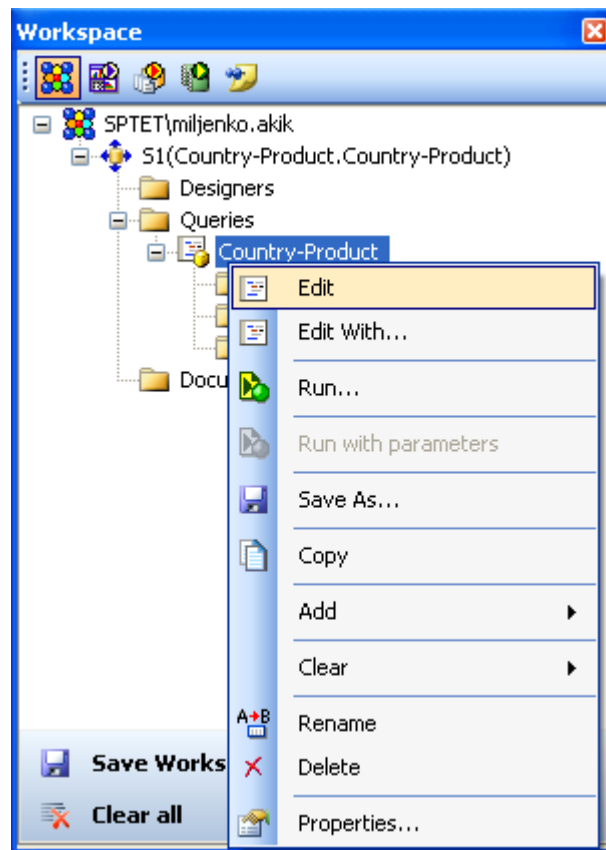 Workspace
SPTET\miljenko.akik
S1(Country-Product.Country-Product)
Designers
Queries
Country-Product
Edit
Edit With...
Docu
Run...
Run with parameters
Save As...
Copy
Add
Clear
A B
Rename
Save Works
Delete
Clear all
Properties...